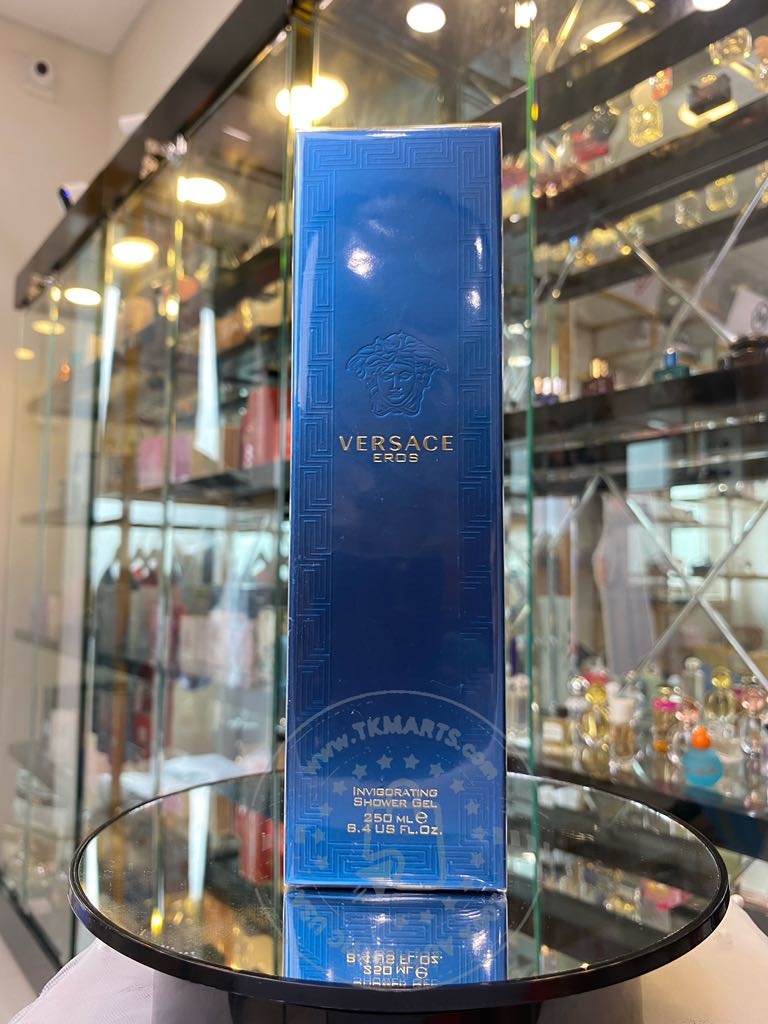 VERSACE
EROS
www.TKMARTS.com
INVIGORATING
SHOWER GEL
250 ML e
8.4 US FL.OZ.